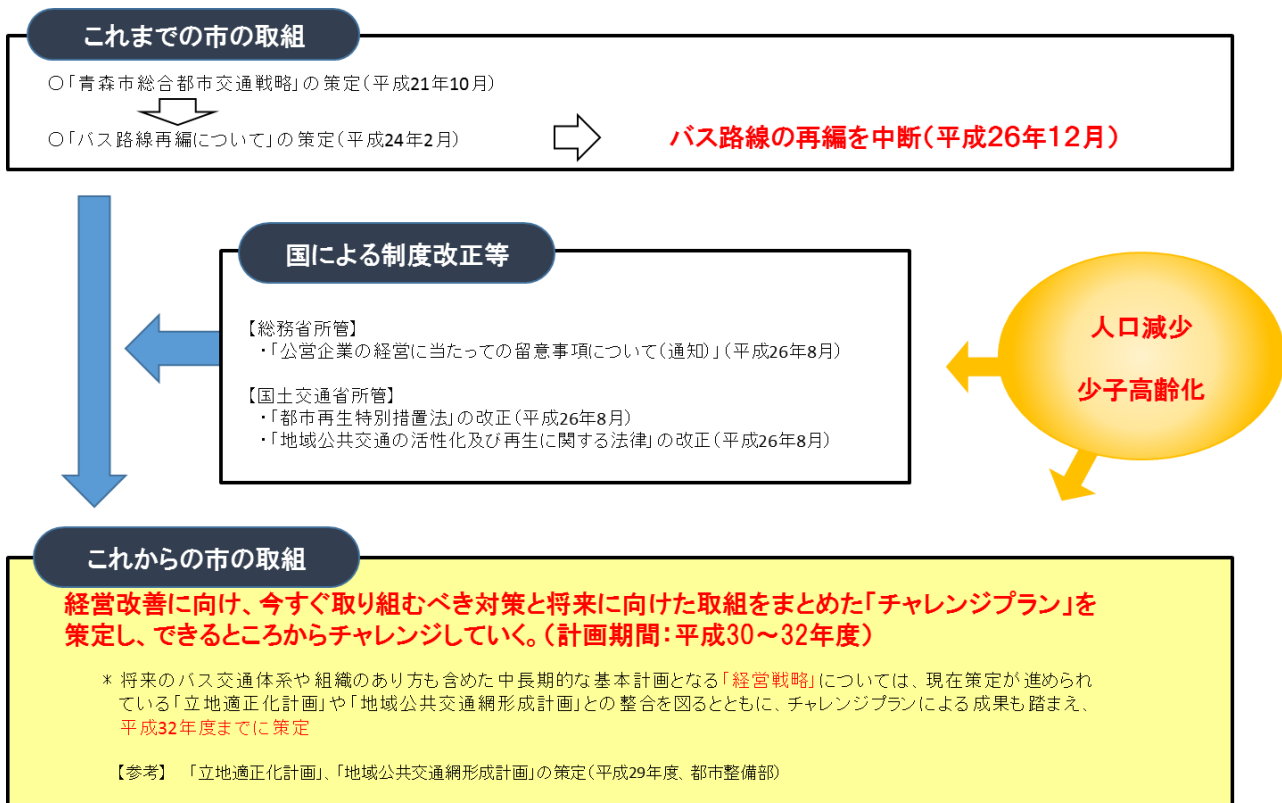 これまでの市の取組
○「青森市総合都市交通戦略」の策定(平成21年10月)
○「バス路線再編について」の策定(平成24年2月)
バス路線の再編を中断(平成26年12月)
国による制度改正等
【総務省所管】
・「公営企業の経営に当たっての留意事項について(通知)」(平成26年8月)
【国土交通省所管】
・「都市再生特別措置法」の改正(平成26年8月)
・「地域公共交通の活性化及び再生に関する法律」の改正(平成26年8月)
人口減少
少子高齢化
これからの市の取組
経営改善に向け、今すぐ取り組むべき対策と将来に向けた取組をまとめた「チャレンジプラン」を
策定し、できるところからチャレンジしていく。(計画期間:平成30~32年度)
* 将来のバス交通体系や組織のあり方も含めた中長期的な基本計画となる「経営戦略」については、現在策定が進められ
ている「立地適正化計画」や「地域公共交通網形成計画」との整合を図るとともに、チャレンジプランによる成果も踏まえ、
平成32年度までに策定
【参考】 「立地適正化計画」、「地域公共交通網形成計画」の策定(平成29年度、都市整備部)